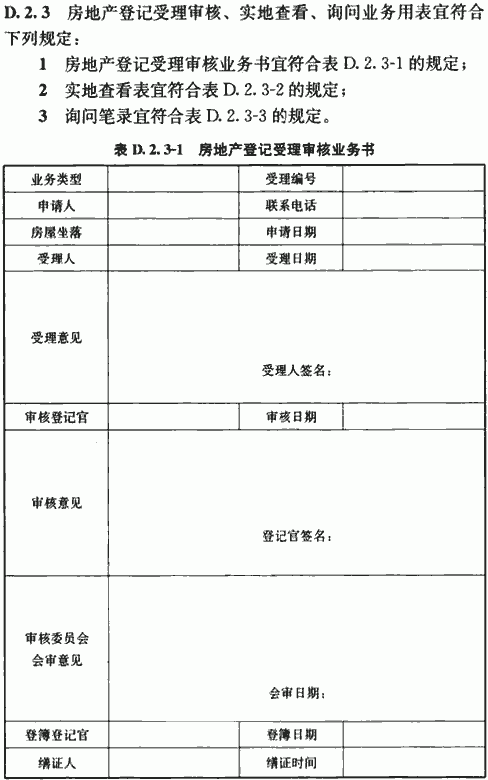 D.2.3 房地产登记受理审核、实地查看、询问业务用表宜符合
下列规定：
1 房地产登记受理审核业务书宜符合表 D.2.3-1 的规定；
2 实地查看表宜符合表 D.2.3-2 的规定；
3 询问笔录宜符合表 D.2.3-3 的规定。
表 D.2.3-1 房地产登记受理审核业务书
业务类型 受理编号
申请人 联系电话
房屋坐落 申请日期
受理人 受理日期
受理意见
受理人签名：
审核登记官 审核日期
审核意见
登记官签名：
审核委员会
会审意见
会审日期：
登簿登记官 登簿日期
缮证人 缮证时间